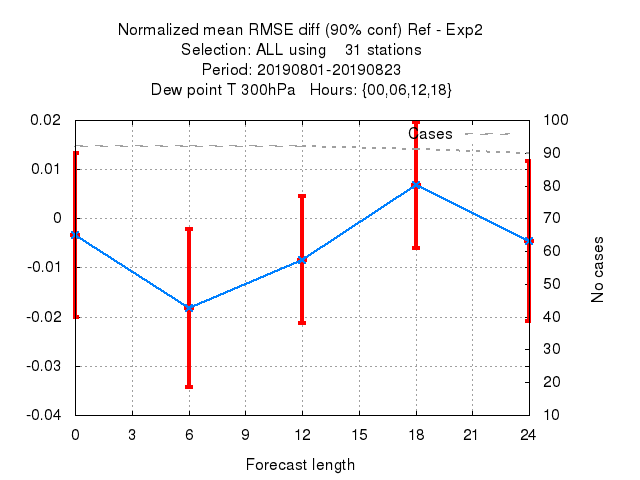 Normalized mean RMSE diff (90% conf) Ref - Exp2
Selection: ALL using    31 stations
Period: 20190801-20190823
Dew point T 300hPa   Hours: {00,06,12,18}
Cases
0.02
0.01
0
-0.01
-0.02
-0.03
-0.04
100
90
80
70
60
50
40
30
20
10
No cases
0 3 6 9 12 15 18 21 24
Forecast length